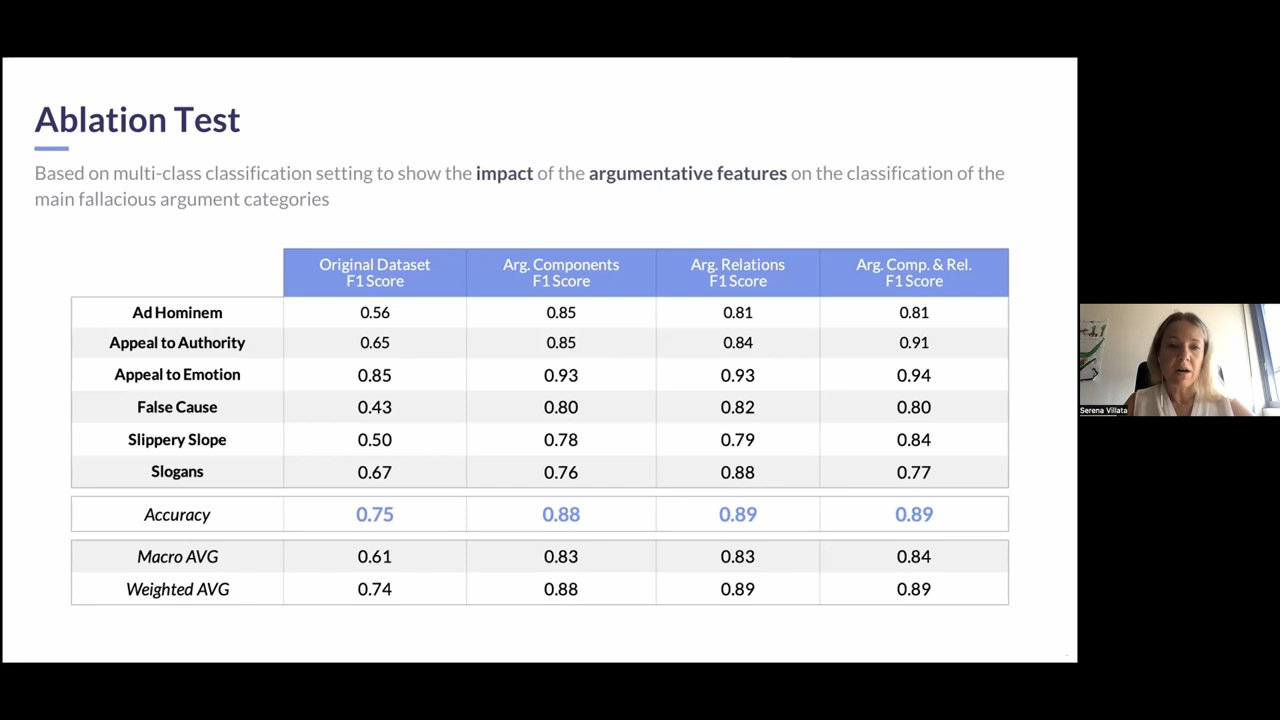 Ablation Test
Based on multi-class classification setting to show the impact of the argumentative features on the classification of the
main fallacious argument categories
Original Dataset F1 Score Arg. Components F1 Score Arg. Relations F1 Score Arg. Comp. & Rel. F1 Score
Ad Hominem 0.56 0.85 0.81 0.81
Appeal to Authority 0.65 0.85 0.84 0.91
Appeal to Emotion 0.85 0.93 0.93 0.94
False Cause 0.43 0.80 0.82 0.80
Slippery Slope 0.50 0.78 0.79 0.84
Slogans 0.67 0.76 0.88 0.77
Accuracy 0.75 0.88 0.89 0.89
Macro AVG 0.61 0.83 0.83 0.84
Weighted AVG 0.74 0.88 0.89 0.89
Serena Villata